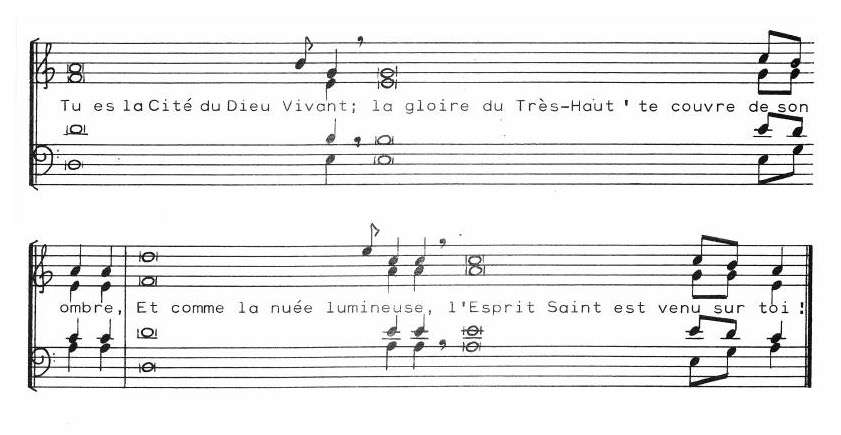 Tu es la Cité du Dieu Vivant; la gloire du Très-Haut ' te couvre de son
ombre, Et comme la nuée lumineuse, l'Esprit Saint est venu sur toi !